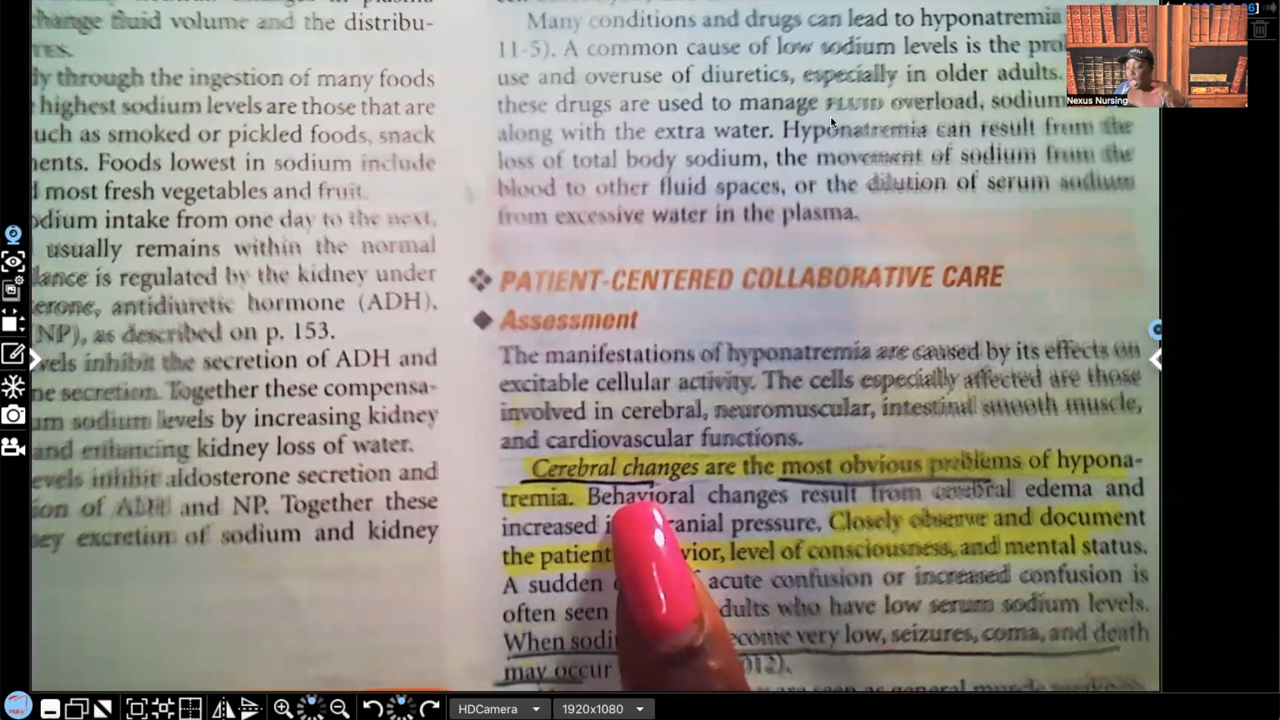 change fluid volume and the distribu-
dy through the ingestion of many foods
highest sodium levels are those that are
uch as smoked or pickled foods, snack
ents. Foods lowest in sodium include
most fresh vegetables and fruit.
odium intake from one day to the next,
usually remains within the normal
lance is regulated by the kidney under
erone, antidiuretic hormone (ADH),
NP), as described on p. 153.
vels inhibit the secretion of ADH and
ne secretion. Together these compensa-
um sodium levels by increasing kidney
and enhancing kidney loss of water.
evels inhibit aldosterone secretion and
ion of ADH and NP. Together these
ney excretion of sodium and kidney
Many conditions and drugs can lead to hyponatremia
11-5). A common cause of low sodium levels is the pro
use and overuse of diuretics, especially in older adults.
these drugs are used to manage FLUID overload, sodium
along with the extra water. Hyponatremia can result from the
loss of total body sodium, the movement of sodium from the
blood to other fluid spaces, or the dilution of serum sodium
from excessive water in the plasma.
PATIENT-CENTERED COLLABORATIVE CARE
Assessment
The manifestations of hyponatremia are caused by its effects on
excitable cellular activity. The cells especially affected are those
involved in cerebral, neuromuscular, intestinal smooth muscle,
and cardiovascular functions.
Cerebral changes are the most obvious problems of hypona-
tremia. Behavioral changes result from cerebral edema and
increased i ranial pressure. Closely observe and document
the patient vior, level of consciousness, and mental status.
A sudden acute confusion or increased confusion is
often seen dults who have low serum sodium levels.
When sodi ecome very low, seizures, coma, and death
may occur 012).
Nexus Nursing
HDCamera
1920x1080